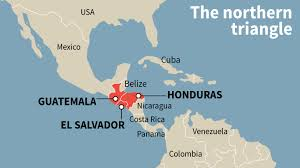 The northern
triangle
USA
Mexico
Cuba
Belize
HONDURAS
GUATEMALA
Nicaragua
EL SALVADOR
Costa Rica
Panama
Venezuela
Colombia